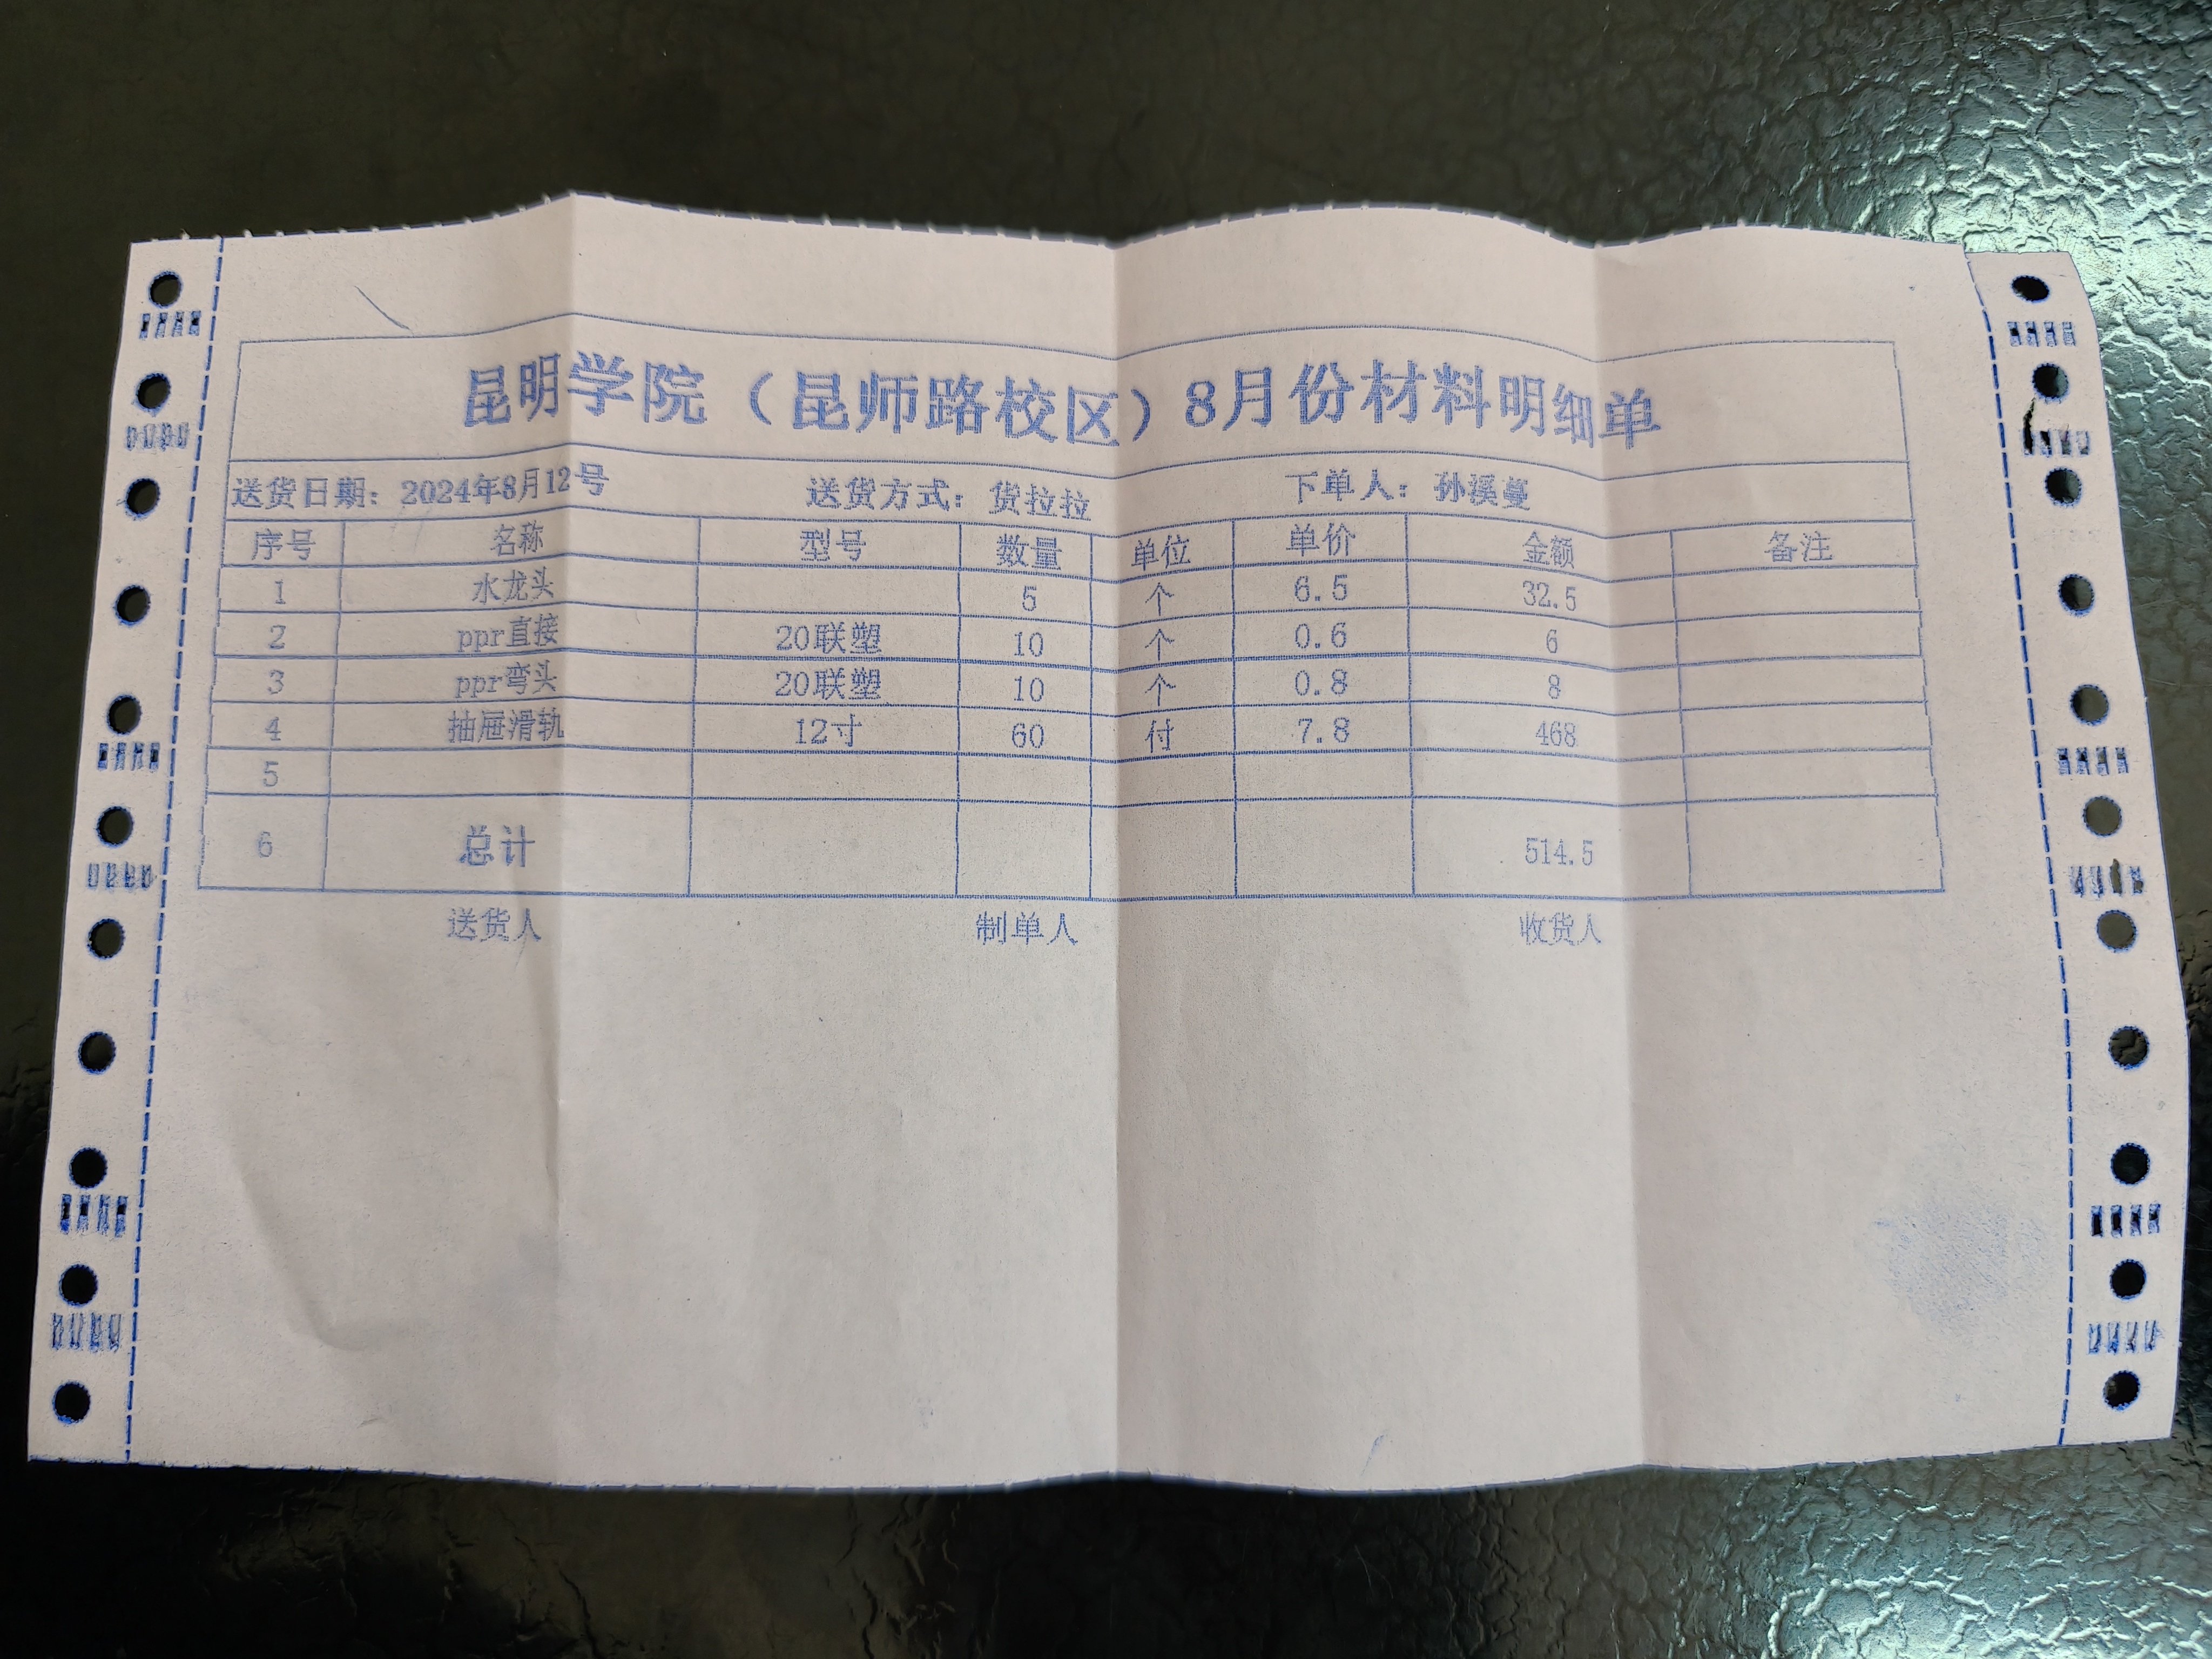 昆明学院（昆师路校区）8月份材料明细单
送货日期：2024年8月12号 送货方式：货拉拉 下单人：孙溪蔓
序号 名称 型号 数量 单位 单价 金额 备注
1 水龙头 5 个 6.5 32.5
2 ppr直接 20联塑 10 个 0.6 6
3 ppr弯头 20联塑 10 个 0.8 8
4 抽屉滑轨 12寸 60 付 7.8 468
5
6 总计 514.5
送货人 制单人 收货人